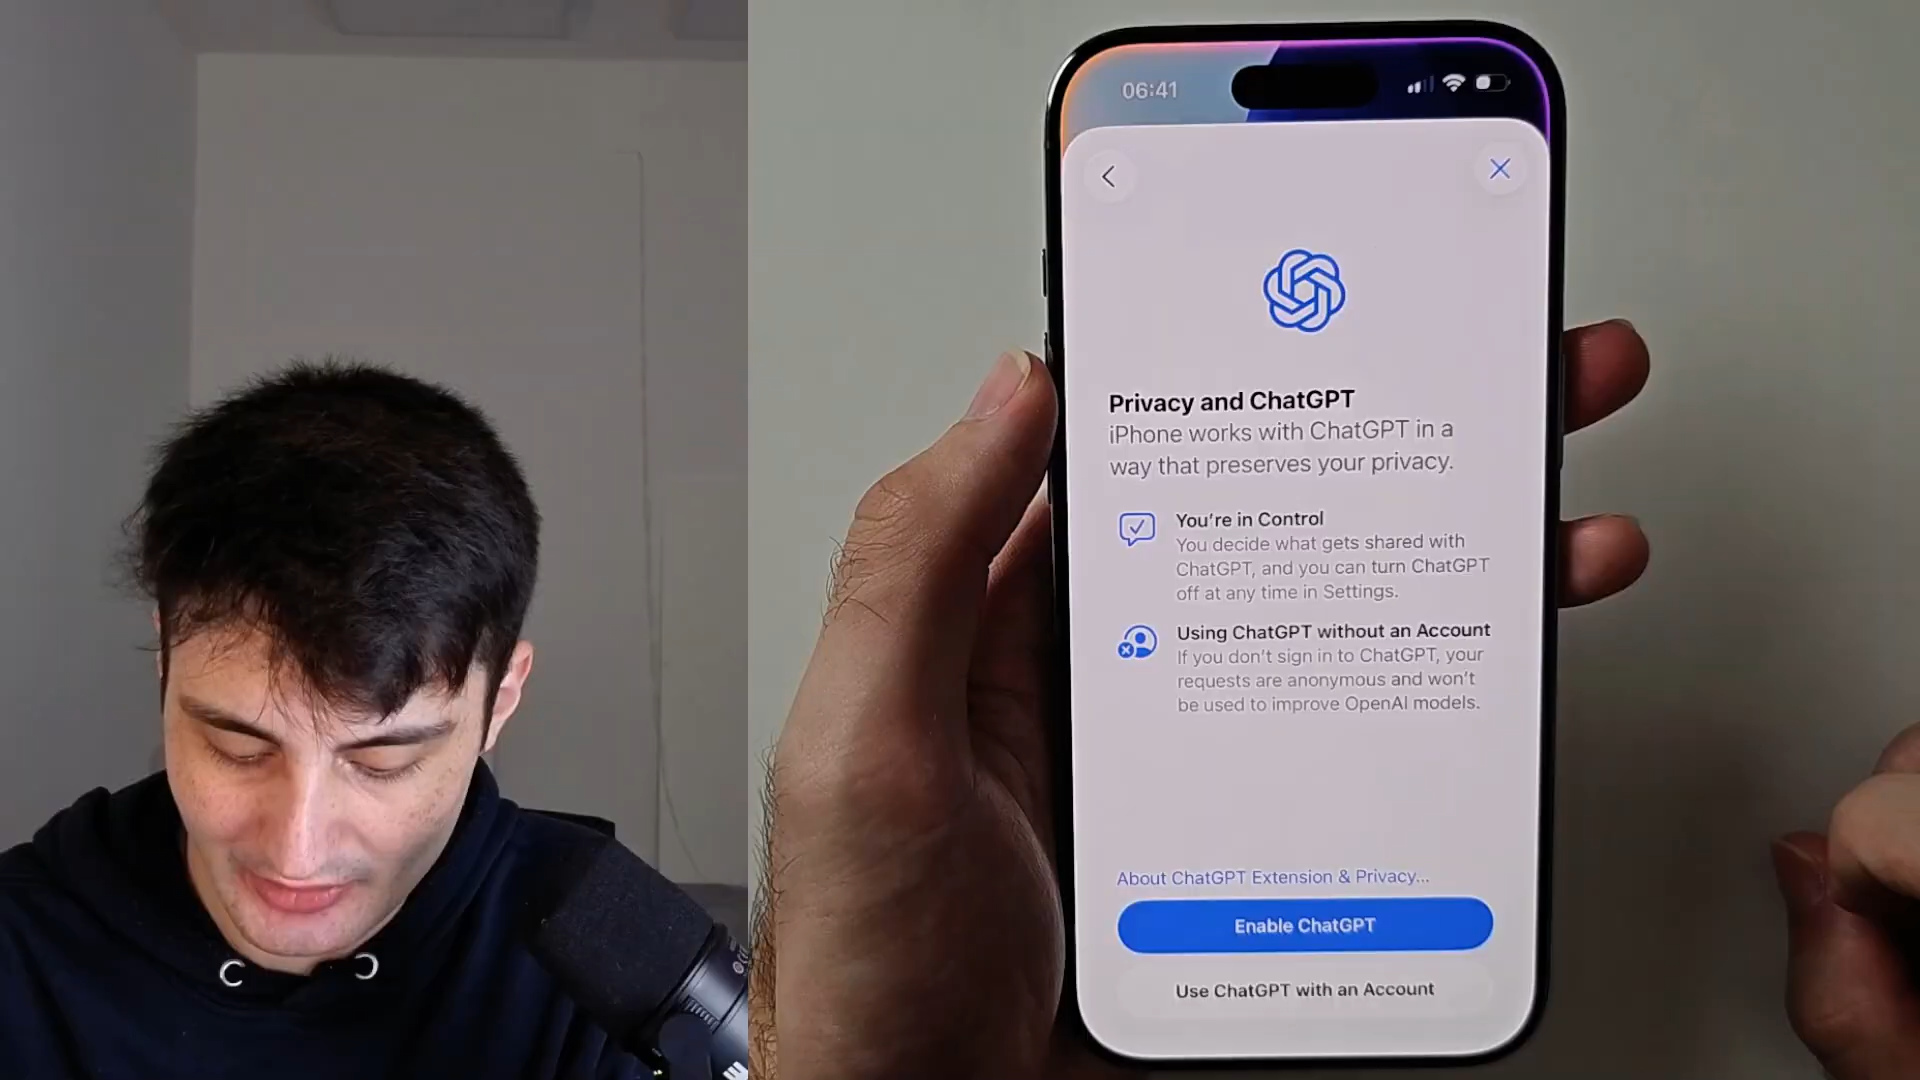 06:41
Privacy and ChatGPT
iPhone works with ChatGPT in a
way that preserves your privacy.
You're in Control
You decide what gets shared with
ChatGPT, and you can turn ChatGPT
off at any time in Settings.
Using ChatGPT without an Account
If you don't sign in to ChatGPT, your
requests are anonymous and won't
be used to improve OpenAI models.
About ChatGPT Extension & Privacy...
Enable ChatGPT
Use ChatGPT with an Account